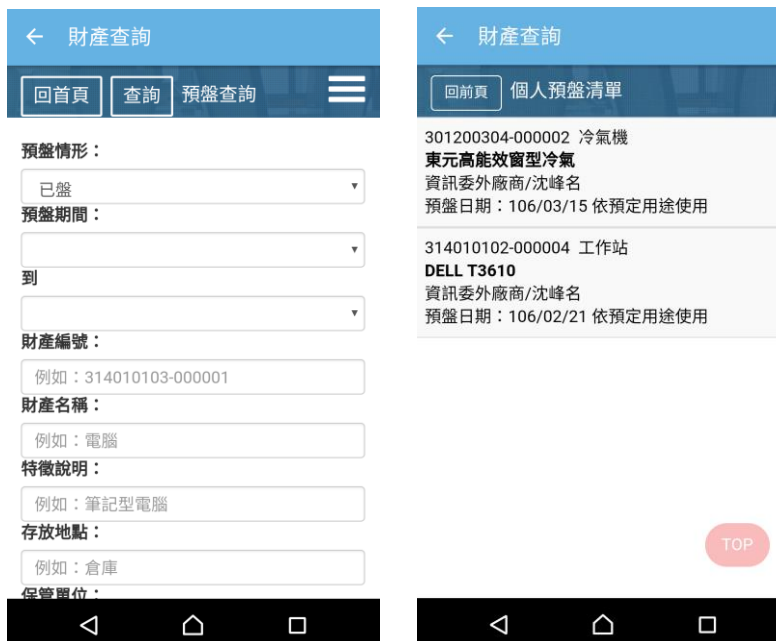 財產查詢
回首頁 查詢 預盤查詢
預盤情形：
已盤
預盤期間：
到
財產編號：
例如：314010103-000001
財產名稱：
例如：電腦
特徵說明：
例如：筆記型電腦
存放地點：
例如：倉庫
保管單位：
財產查詢
回前頁 個人預盤清單
301200304-000002 冷氣機
東元高能效窗型冷氣
資訊委外廠商/沈峰名
預盤日期：106/03/15 依預定用途使用
314010102-000004 工作站
DELL T3610
資訊委外廠商/沈峰名
預盤日期：106/02/21 依預定用途使用
TOP